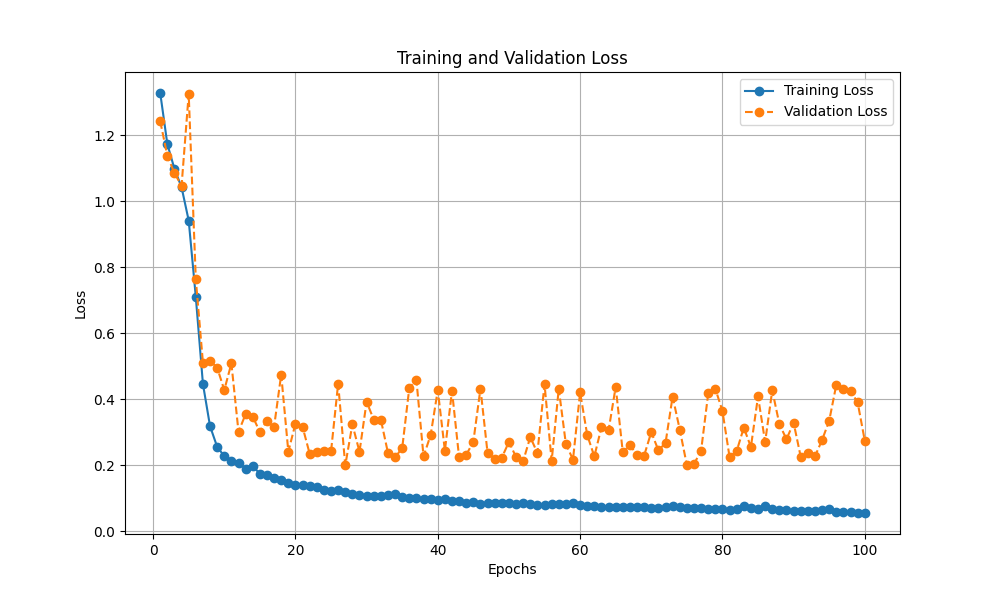 Training and Validation Loss
Training Loss
Validation Loss
1.2
1.0
0.8
0.6
0.4
0.2
0.0
Loss
0 20 40 60 80 100
Epochs